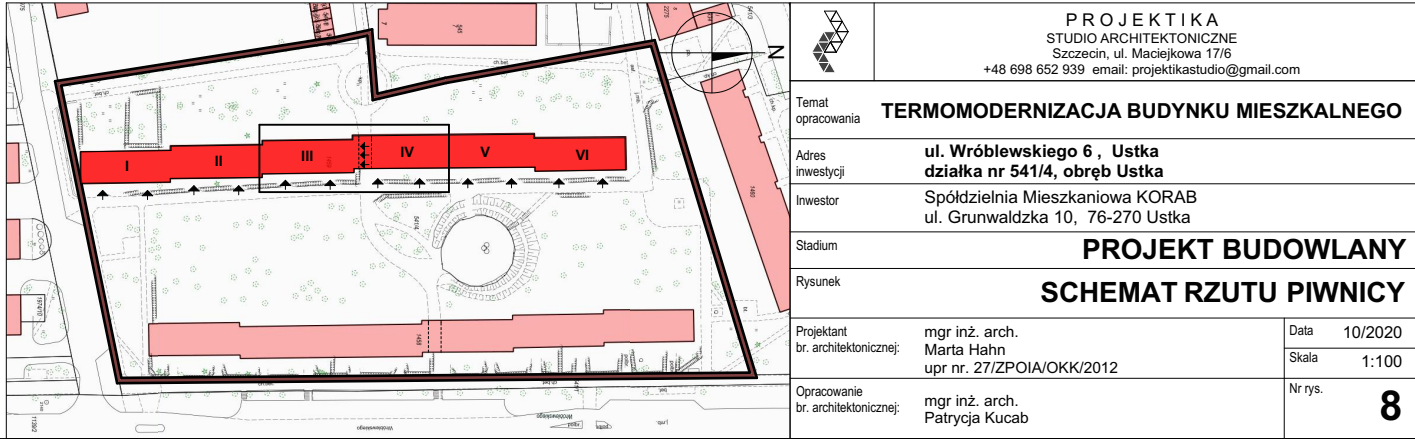 PROJEKTIKA
STUDIO ARCHITEKTONICZNE
Szczecin, ul. Maciejkowa 17/6
+48 698 652 939 email: projektikastudio@gmail.com
Temat
opracowania
TERMOMODERNIZACJA BUDYNKU MIESZKALNEGO
Adres
inwestycji
ul. Wróblewskiego 6 , Ustka
działka nr 541/4, obręb Ustka
Inwestor
Spółdzielnia Mieszkaniowa KORAB
ul. Grunwaldzka 10, 76-270 Ustka
Stadium
PROJEKT BUDOWLANY
Rysunek
SCHEMAT RZUTU PIWNICY
Projektant
br. architektonicznej:
mgr inż. arch.
Marta Hahn
upr nr. 27/ZPOIA/OKK/2012
Data 10/2020
Skala 1:100
Opracowanie
br. architektonicznej:
mgr inż. arch.
Patrycja Kucab
Nr rys.
8
N
I
II
III
IV
V
VI
541/4
Wróblewskiego
Wróblewskiego